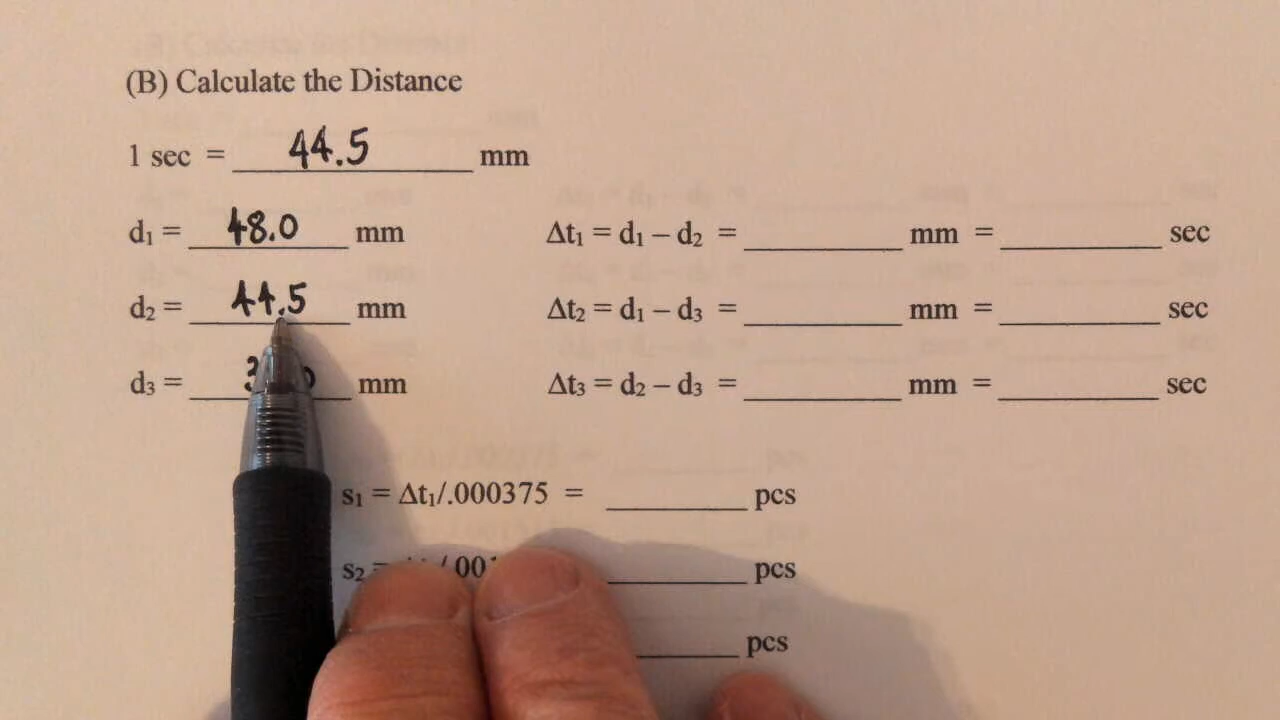 (B) Calculate the Distance
1 sec = 44.5 mm
d₁ = 48.0 mm Δt₁ = d₁ – d₂ = mm = sec
d₂ = 44.5 mm Δt₂ = d₁ – d₃ = mm = sec
d₃ = mm Δt₃ = d₂ – d₃ = mm = sec
s₁ = Δt₁/.000375 = pcs
s₂ = pcs
pcs